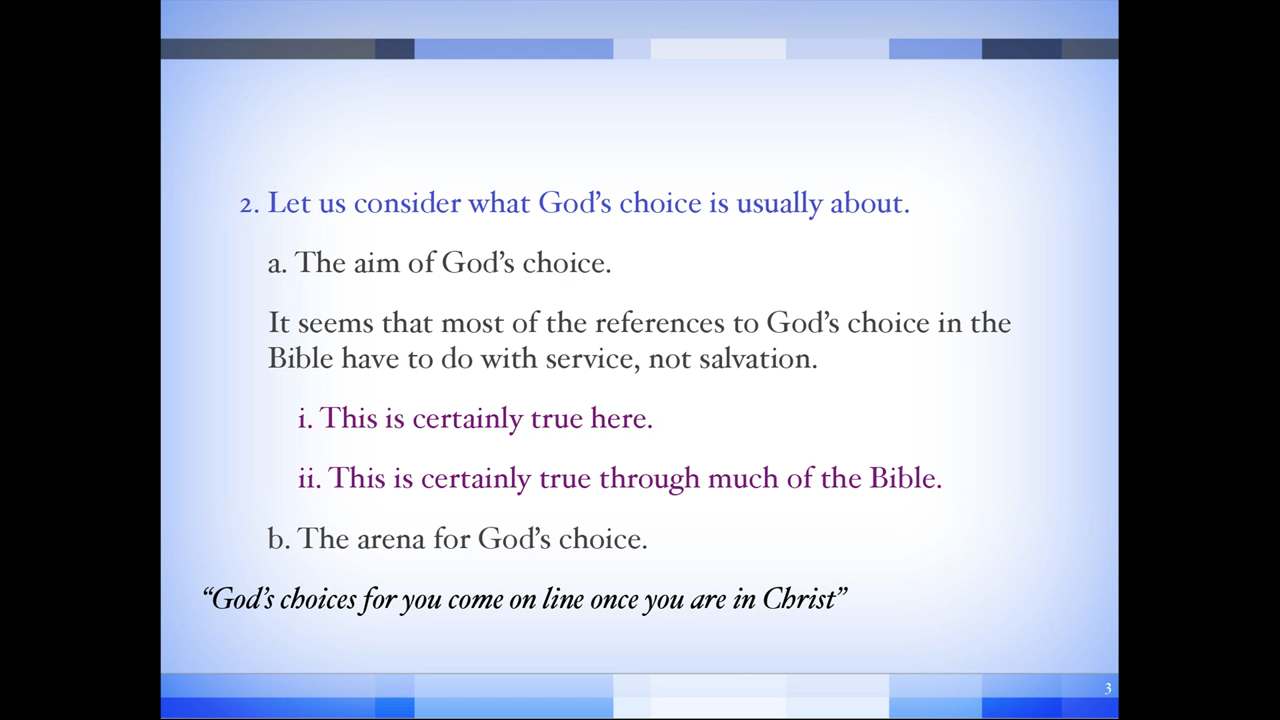 2. Let us consider what God’s choice is usually about.
a. The aim of God’s choice.
It seems that most of the references to God’s choice in the
Bible have to do with service, not salvation.
i. This is certainly true here.
ii. This is certainly true through much of the Bible.
b. The arena for God’s choice.
“God’s choices for you come on line once you are in Christ”
3